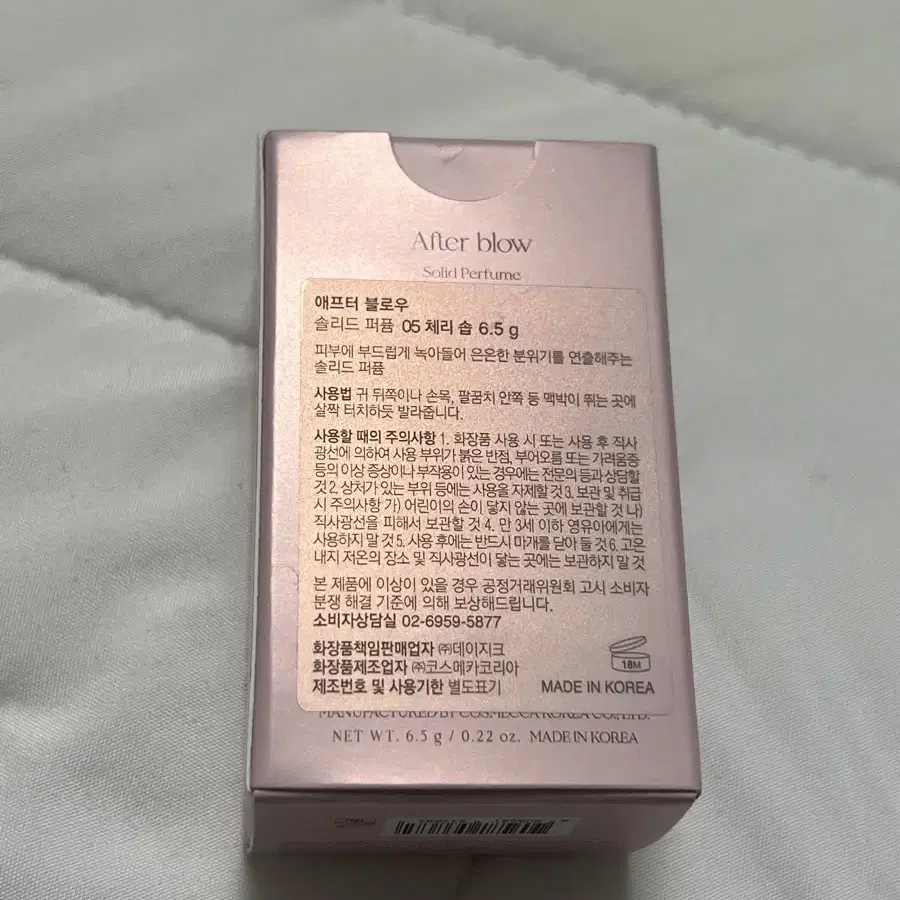 After blow
Solid Perfume
애프터 블로우
솔리드 퍼퓸 05 체리 솝 6.5 g
피부에 부드럽게 녹아들어 은은한 분위기를 연출해주는
솔리드 퍼퓸
사용법 귀 뒤쪽이나 손목, 팔꿈치 안쪽 등 맥박이 뛰는 곳에
살짝 터치하듯 발라줍니다.
사용할 때의 주의사항 1. 화장품 사용 시 또는 사용 후 직사
광선에 의하여 사용 부위가 붉은 반점, 부어오름 또는 가려움증
등의 이상 증상이나 부작용이 있는 경우에는 전문의 등과 상담할
것 2. 상처가 있는 부위 등에는 사용을 자제할 것 3. 보관 및 취급
시 주의사항 가) 어린이의 손이 닿지 않는 곳에 보관할 것 나)
직사광선을 피해서 보관할 것 4. 만 3세 이하 영유아에게는
사용하지 말 것 5. 사용 후에는 반드시 마개를 닫아 둘 것 6. 고온
내지 저온의 장소 및 직사광선이 닿는 곳에는 보관하지 말 것
본 제품에 이상이 있을 경우 공정거래위원회 고시 소비자
분쟁 해결 기준에 의해 보상해드립니다.
소비자상담실 02-6959-5877
화장품책임판매업자 ㈜데이지크
화장품제조업자 ㈜코스메카코리아
18M
제조번호 및 사용기한 별도표기 MADE IN KOREA
MANUFACTURED BY COSMECCA KOREA CO., LTD.
NET WT. 6.5 g / 0.22 oz. MADE IN KOREA